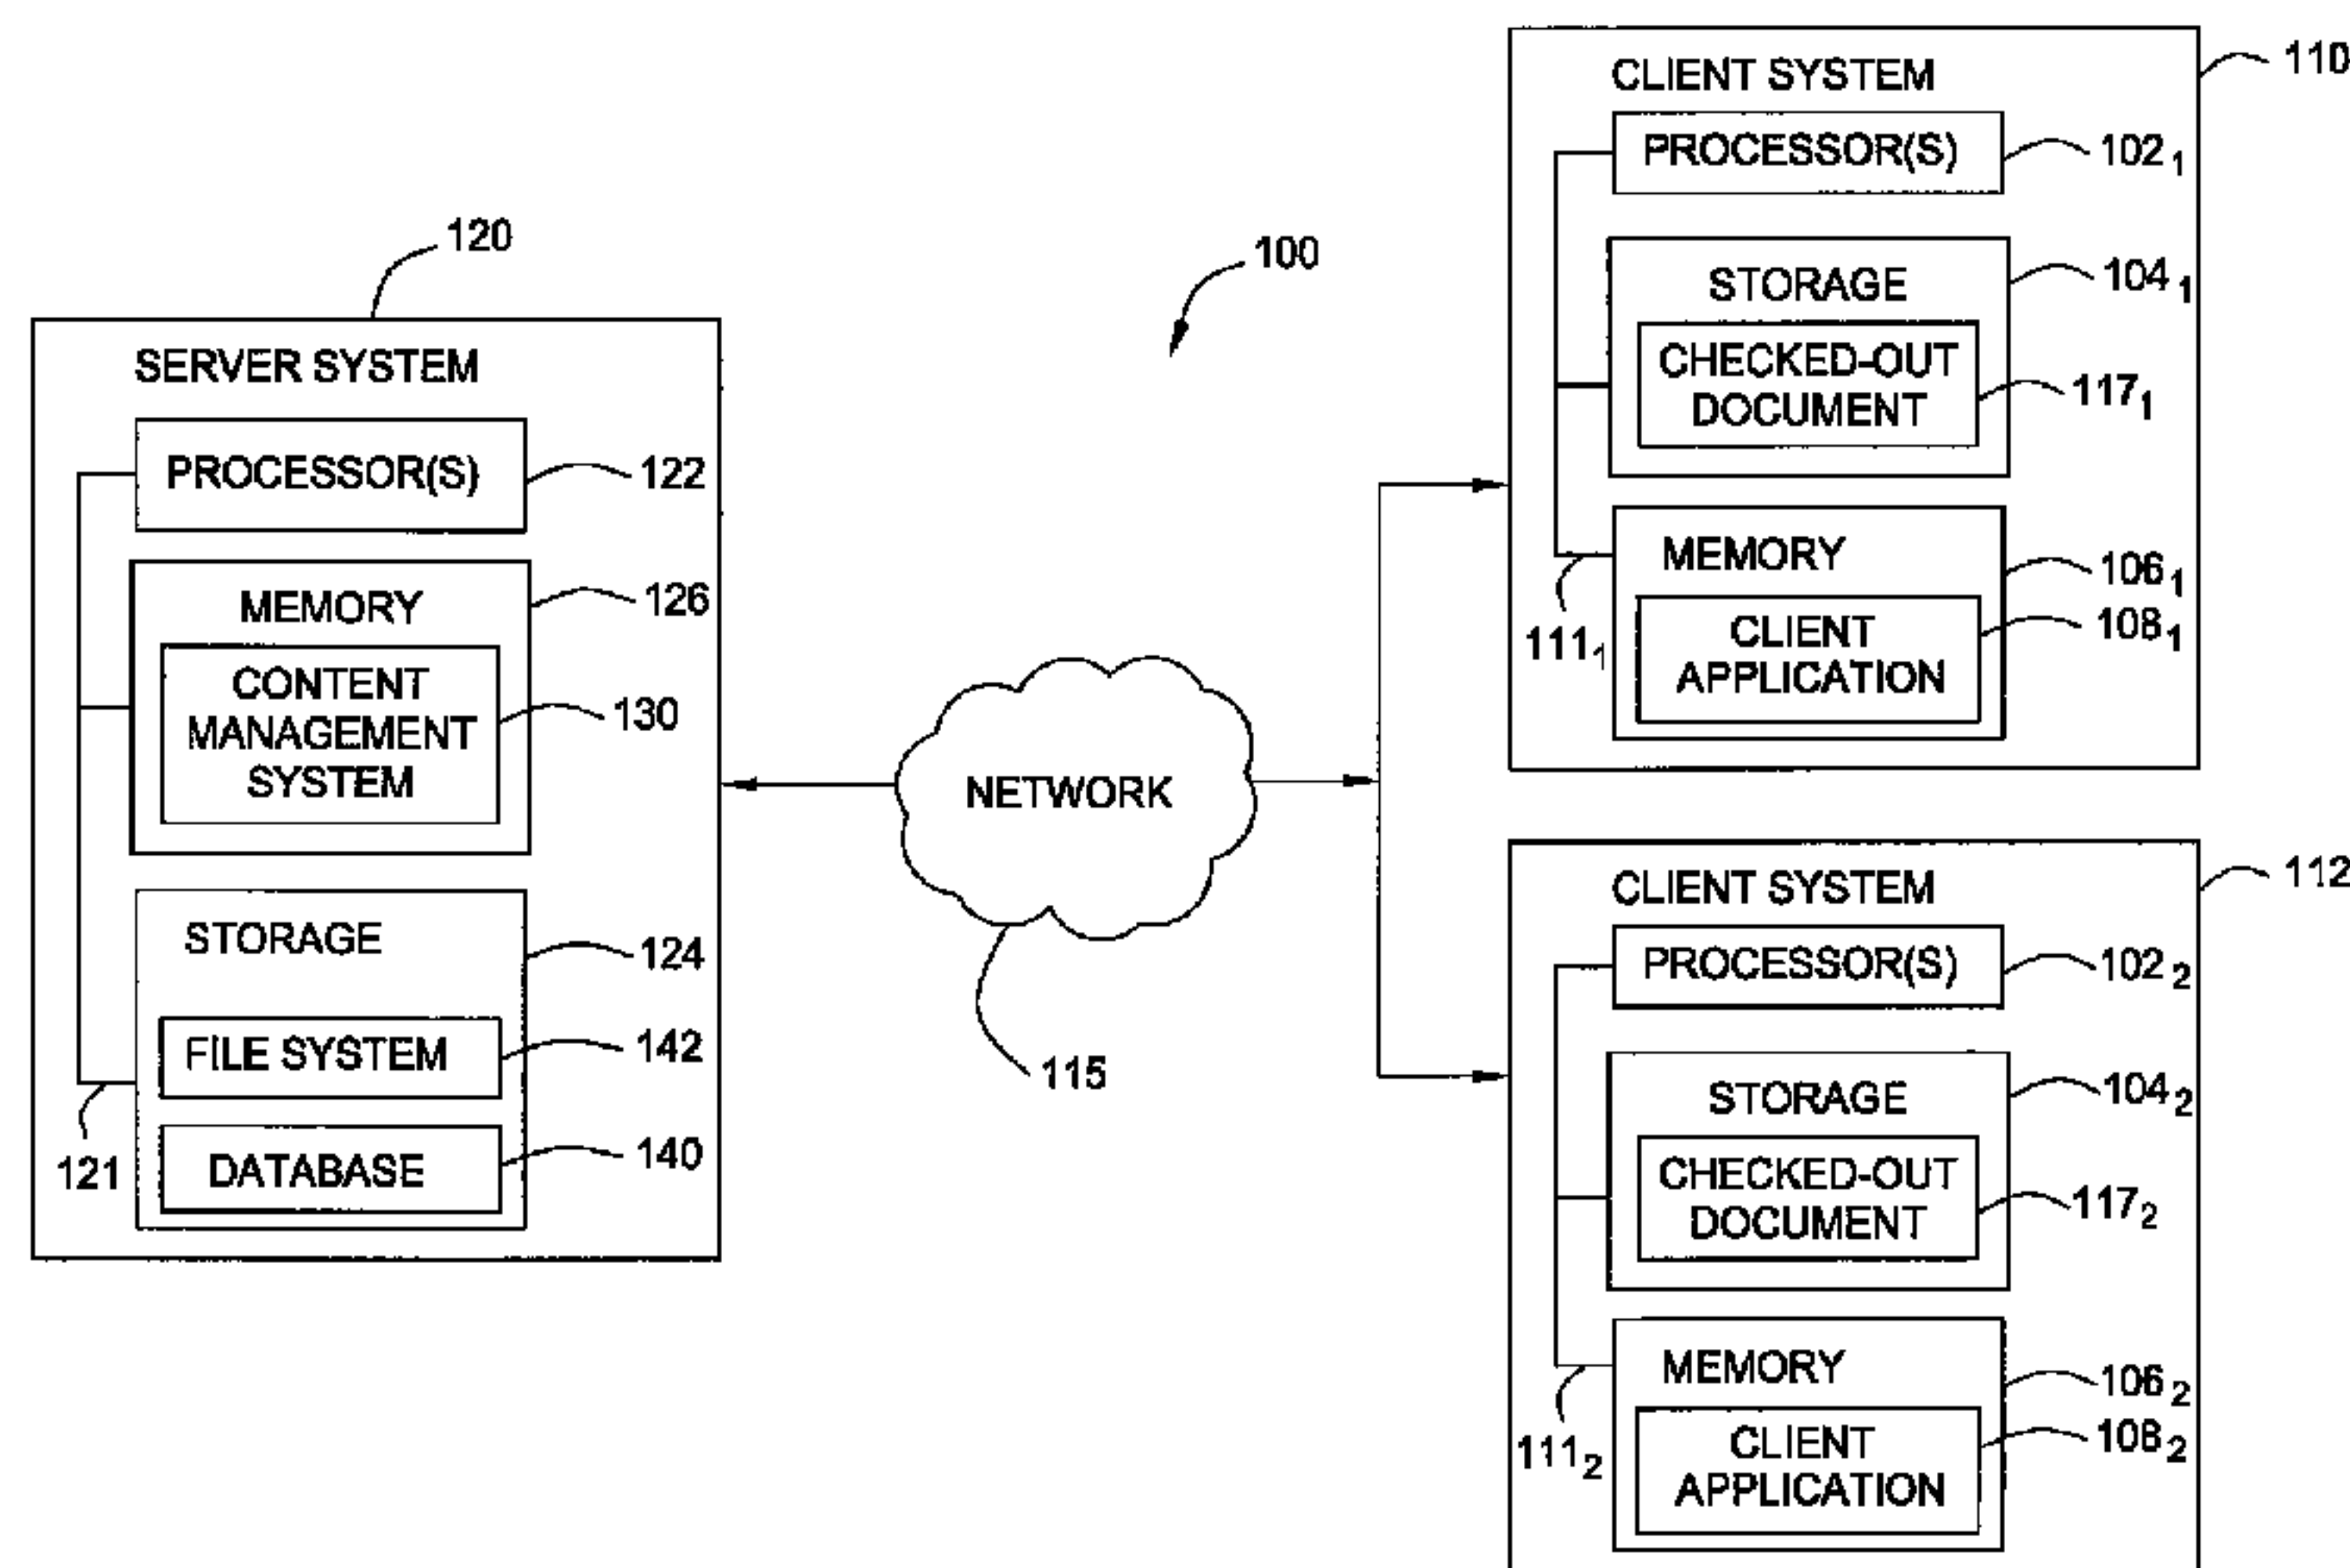 120
SERVER SYSTEM
PROCESSOR(S)
122
MEMORY
126
CONTENT
MANAGEMENT
SYSTEM
130
STORAGE
124
FILE SYSTEM
142
DATABASE
140
121
100
NETWORK
115
CLIENT SYSTEM
110
PROCESSOR(S)
102₁
STORAGE
104₁
CHECKED-OUT
DOCUMENT
117₁
MEMORY
106₁
CLIENT
APPLICATION
108₁
111₁
CLIENT SYSTEM
112
PROCESSOR(S)
102₂
STORAGE
104₂
CHECKED-OUT
DOCUMENT
117₂
MEMORY
106₂
CLIENT
APPLICATION
108₂
111₂